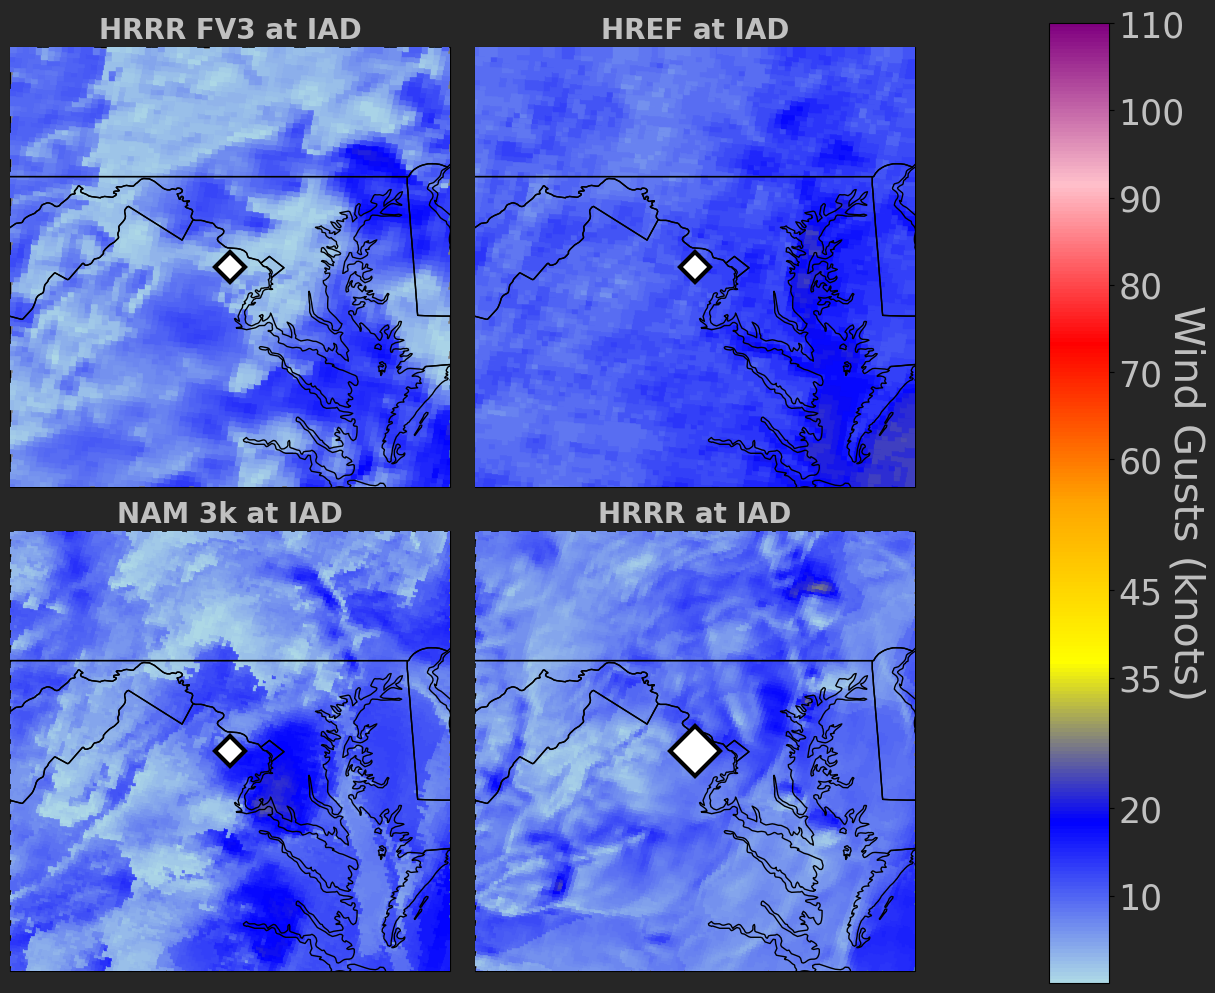 HRRR FV3 at IAD
HREF at IAD
NAM 3k at IAD
HRRR at IAD
110
100
90
80
70
60
45
35
20
10
Wind Gusts (knots)